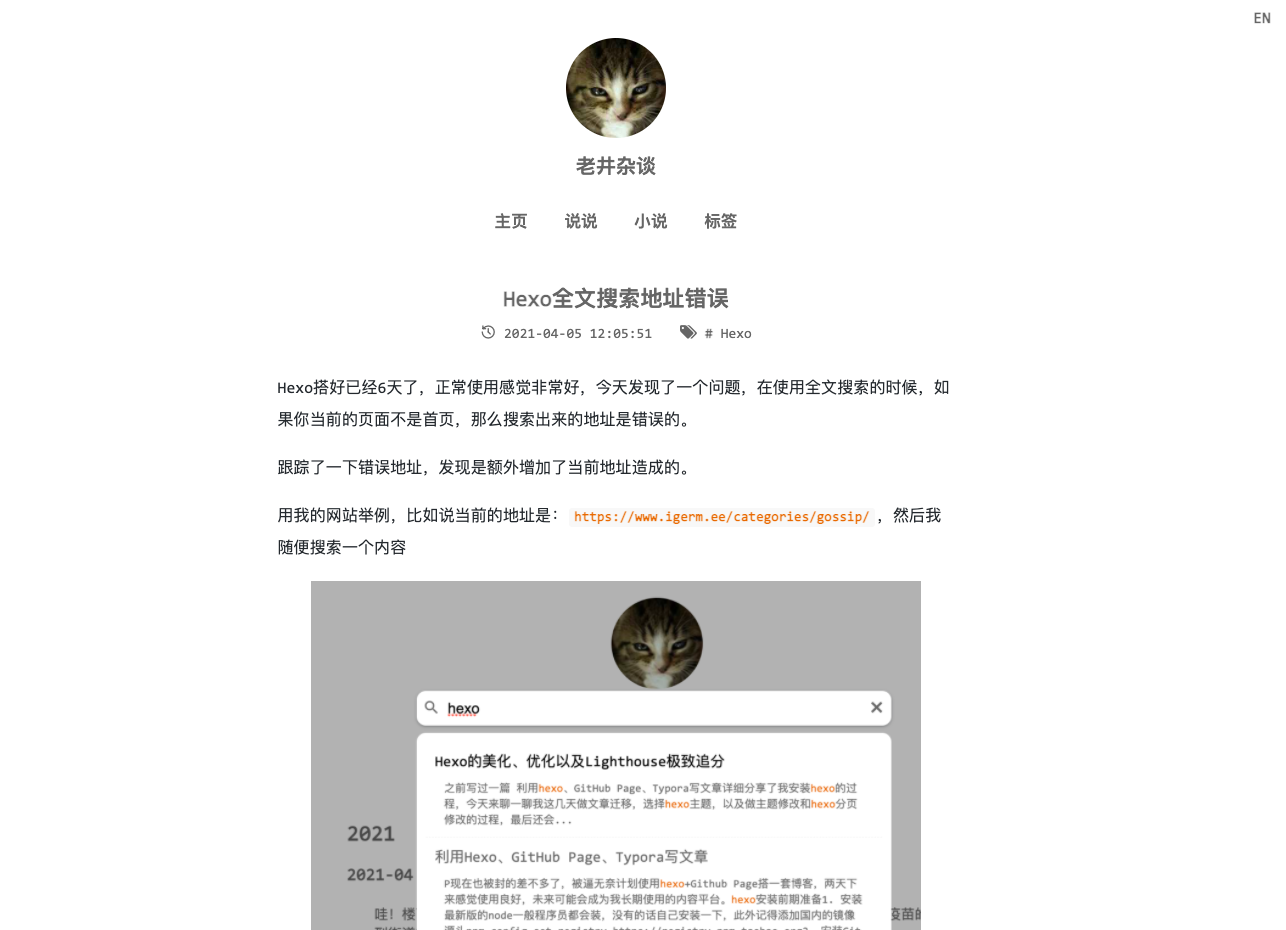 EN
老井杂谈
主页 说说 小说 标签
Hexo全文搜索地址错误
2021-04-05 12:05:51 # Hexo
Hexo搭好已经6天了，正常使用感觉非常好，今天发现了一个问题，在使用全文搜索的时候，如
果你当前的页面不是首页，那么搜索出来的地址是错误的。
跟踪了一下错误地址，发现是额外增加了当前地址造成的。
用我的网站举例，比如说当前的地址是： https://www.igerm.ee/categories/gossip/ ，然后我
随便搜索一个内容
hexo
Hexo的美化、优化以及Lighthouse极致追分
之前写过一篇 利用hexo、GitHub Page、Typora写文章详细分享了我安装hexo的过
程，今天来聊一聊我这几天做文章迁移，选择hexo主题，以及做主题修改和hexo分页
修改的过程，最后还会...
2021
利用Hexo、GitHub Page、Typora写文章
2021-04
P现在也被封的差不多了，被逼无奈计划使用hexo+Github Page搭一套博客，两天下
来感觉使用良好，未来可能会成为我长期使用的内容平台。hexo安装前期准备1. 安装
哇！楼
最新版的node一般程序员都会装，没有的话自己安装一下，此外记得添加国内的镜像
疫苗的